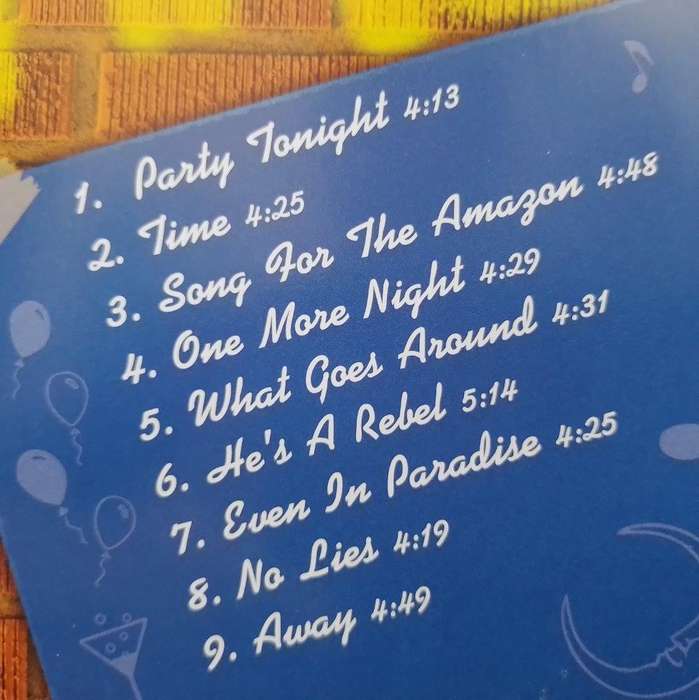 1. Party Tonight 4:13
2. Time 4:25
3. Song For The Amazon 4:48
4. One More Night 4:29
5. What Goes Around 4:31
6. He's A Rebel 5:14
7. Even In Paradise 4:25
8. No Lies 4:19
9. Away 4:49